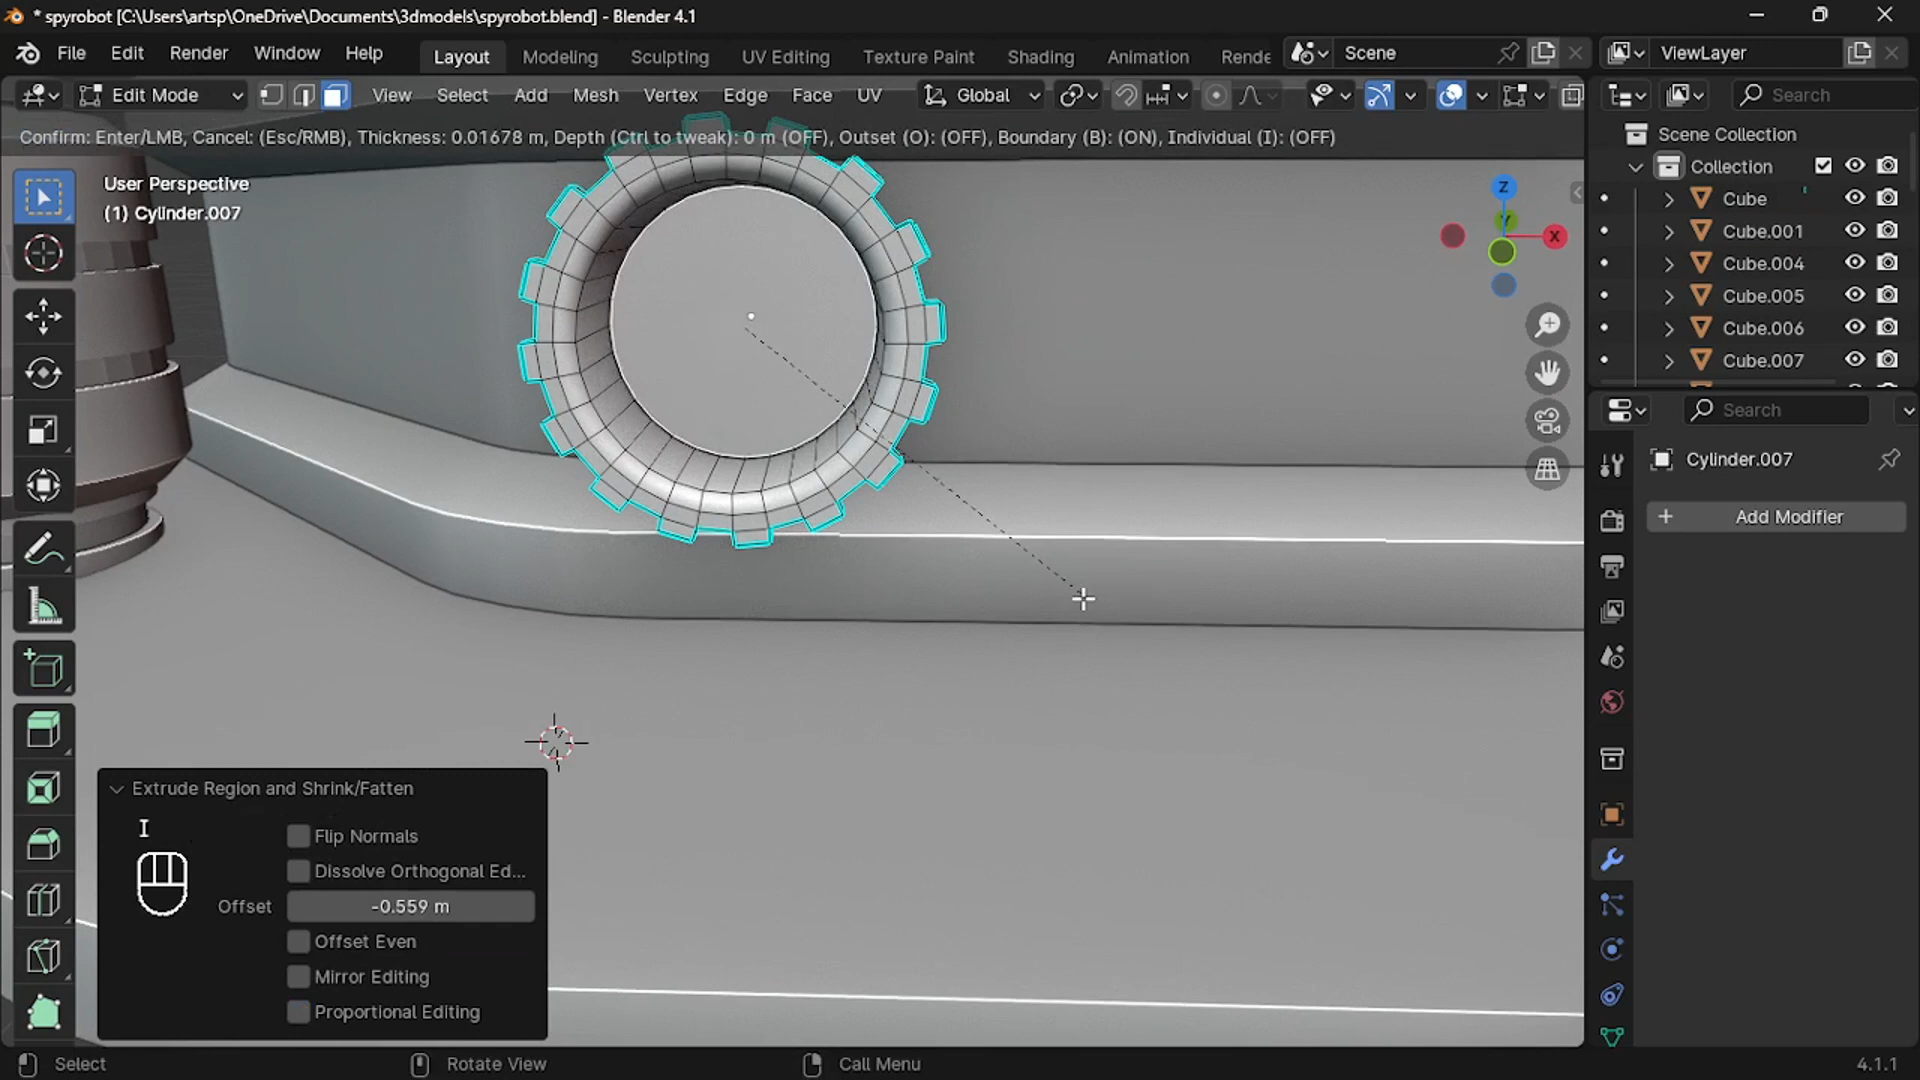 * spyrobot [C:\Users\artsp\OneDrive\Documents\3dmodels\spyrobot.blend] - Blender 4.1
File Edit Render Window Help Layout Modeling Sculpting UV Editing Texture Paint Shading Animation Rende Scene ViewLayer
Edit Mode View Select Add Mesh Vertex Edge Face UV Global Search
Confirm: Enter/LMB, Cancel: (Esc/RMB), Thickness: 0.01678 m, Depth (Ctrl to tweak): 0 m (OFF), Outset (O): (OFF), Boundary (B): (ON), Individual (I): (OFF)
Scene Collection
Collection
Cube
Cube.001
Cube.004
Cube.005
Cube.006
Cube.007
User Perspective
(1) Cylinder.007
Z
Y
X
Search
Cylinder.007
+ Add Modifier
Extrude Region and Shrink/Fatten
I
Flip Normals
Dissolve Orthogonal Ed...
Offset -0.559 m
Offset Even
Mirror Editing
Proportional Editing
Select Rotate View Call Menu 4.1.1